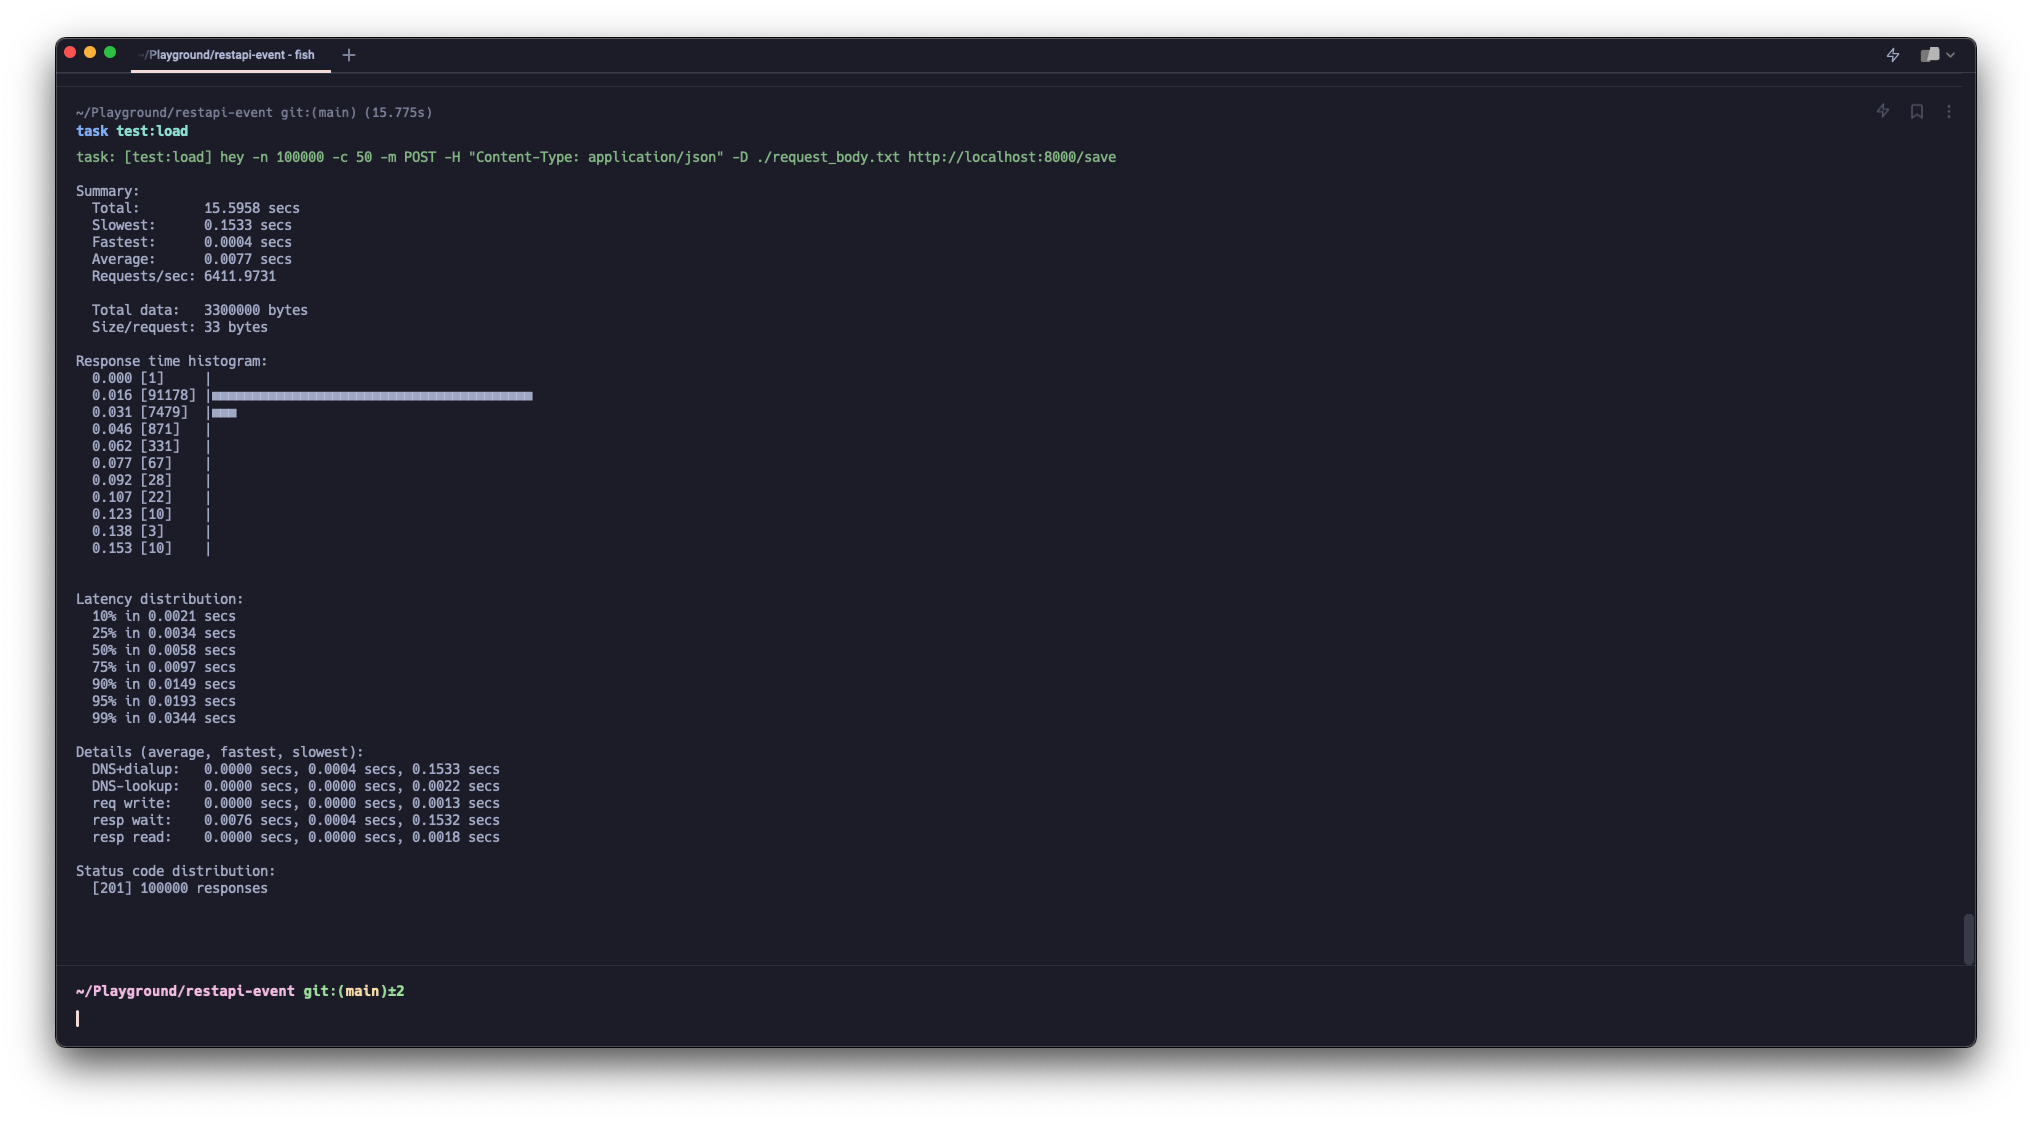 ~/Playground/restapi-event - fish
~/Playground/restapi-event git:(main) (15.775s)
task test:load
task: [test:load] hey -n 100000 -c 50 -m POST -H "Content-Type: application/json" -D ./request_body.txt http://localhost:8000/save
Summary:
Total: 15.5958 secs
Slowest: 0.1533 secs
Fastest: 0.0004 secs
Average: 0.0077 secs
Requests/sec: 6411.9731
Total data: 3300000 bytes
Size/request: 33 bytes
Response time histogram:
0.000 [1] |
0.016 [91178] |■■■■■■■■■■■■■■■■■■■■■■■■■■■■■■■■■■■■■■■■
0.031 [7479] |■■■
0.046 [871] |
0.062 [331] |
0.077 [67] |
0.092 [28] |
0.107 [22] |
0.123 [10] |
0.138 [3] |
0.153 [10] |
Latency distribution:
10% in 0.0021 secs
25% in 0.0034 secs
50% in 0.0058 secs
75% in 0.0097 secs
90% in 0.0149 secs
95% in 0.0193 secs
99% in 0.0344 secs
Details (average, fastest, slowest):
DNS+dialup: 0.0000 secs, 0.0004 secs, 0.1533 secs
DNS-lookup: 0.0000 secs, 0.0000 secs, 0.0022 secs
req write: 0.0000 secs, 0.0000 secs, 0.0013 secs
resp wait: 0.0076 secs, 0.0004 secs, 0.1532 secs
resp read: 0.0000 secs, 0.0000 secs, 0.0018 secs
Status code distribution:
[201] 100000 responses
~/Playground/restapi-event git:(main)±2